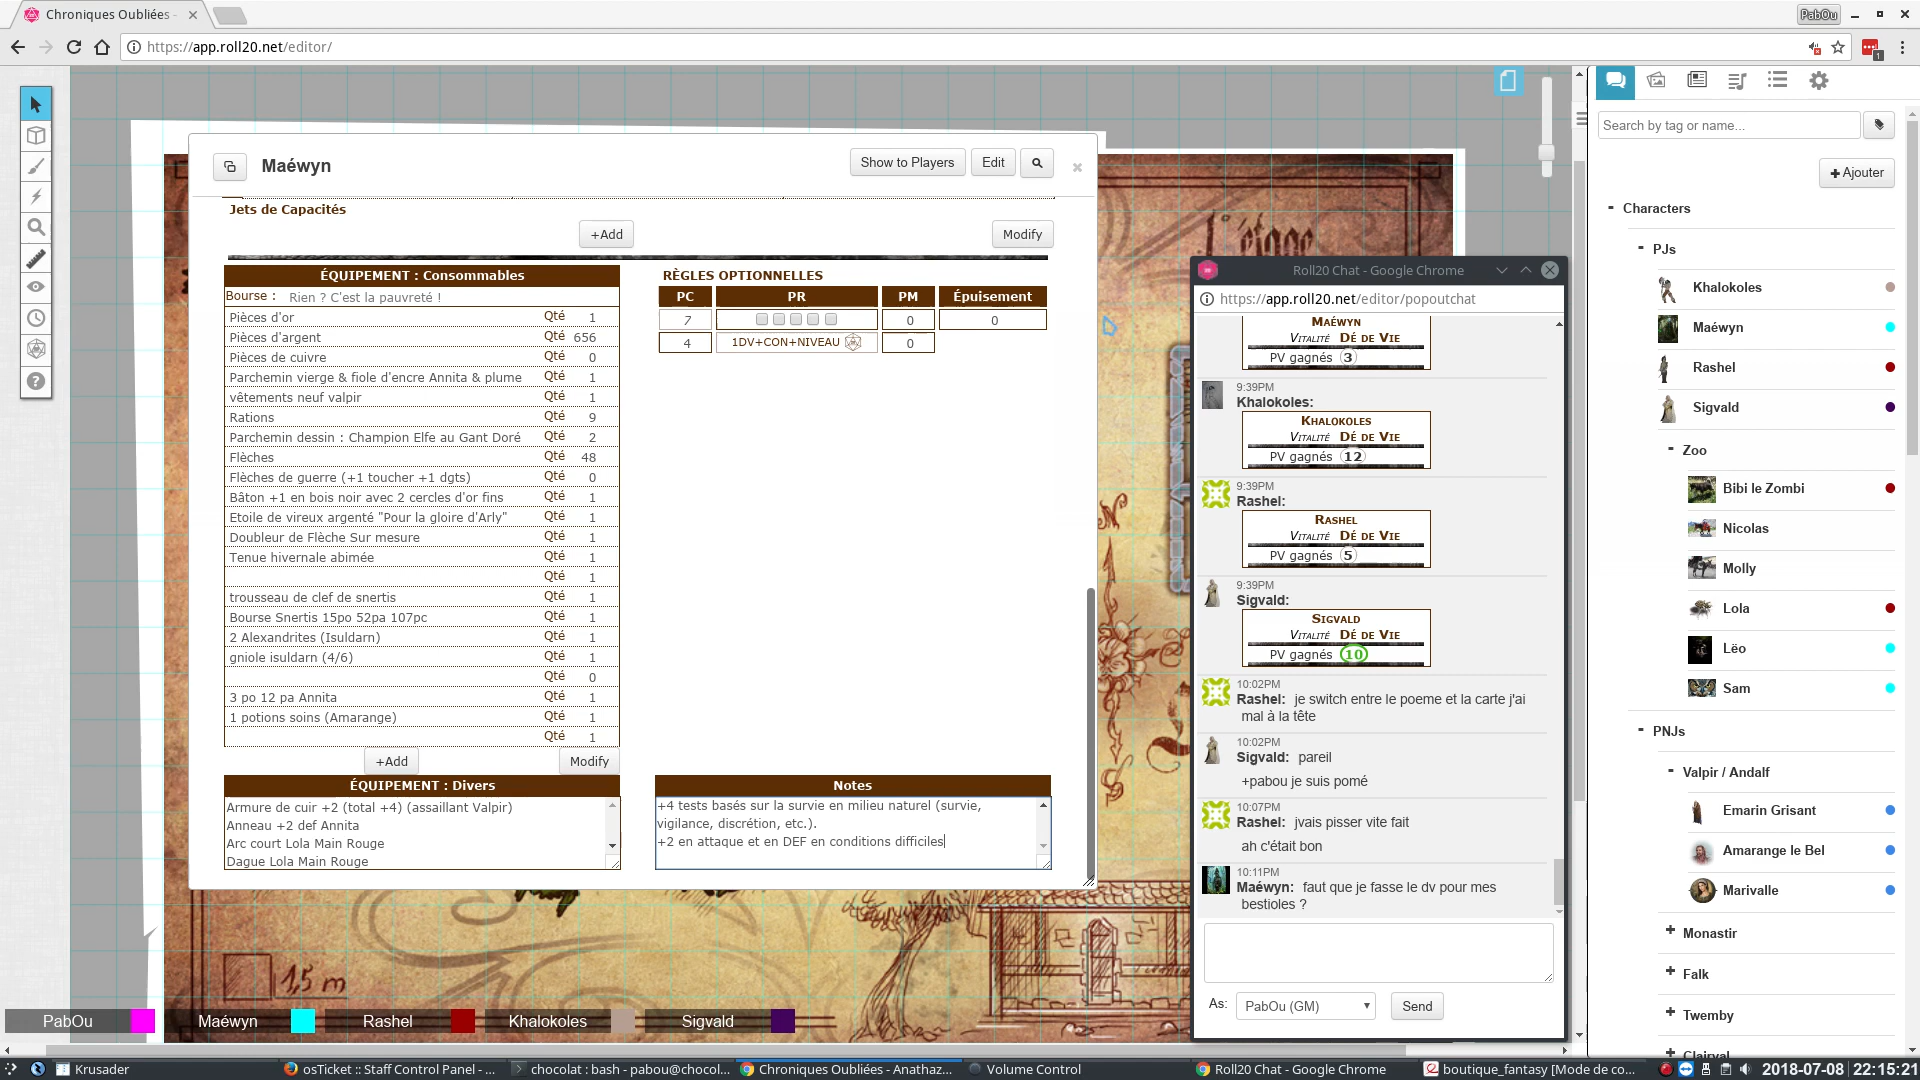 Chroniques Oubliées -
PabOu
https://app.roll20.net/editor/
1
Maéwyn
Show to Players
Edit
Jets de Capacités
+Add
Modify
ÉQUIPEMENT : Consommables
Bourse : Rien ? C'est la pauvreté !
Pièces d'or Qté 1
Pièces d'argent Qté 656
Pièces de cuivre Qté 0
Parchemin vierge & fiole d'encre Annita & plume Qté 1
vêtements neuf valpir Qté 1
Rations Qté 9
Parchemin dessin : Champion Elfe au Gant Doré Qté 2
Flèches Qté 48
Flèches de guerre (+1 toucher +1 dgts) Qté 0
Bâton +1 en bois noir avec 2 cercles d'or fins Qté 1
Etoile de vireux argenté "Pour la gloire d'Arly" Qté 1
Doubleur de Flèche Sur mesure Qté 1
Tenue hivernale abimée Qté 1
Qté 1
trousseau de clef de snertis Qté 1
Bourse Snertis 15po 52pa 107pc Qté 1
2 Alexandrites (Isuldarn) Qté 1
gniole isuldarn (4/6) Qté 1
Qté 0
3 po 12 pa Annita Qté 1
1 potions soins (Amarange) Qté 1
Qté 1
+Add Modify
ÉQUIPEMENT : Divers
Armure de cuir +2 (total +4) (assaillant Valpir)
Anneau +2 def Annita
Arc court Lola Main Rouge
Dague Lola Main Rouge
RÈGLES OPTIONNELLES
PC PR PM Épuisement
7 0 0
4 1DV+CON+NIVEAU 0
Notes
+4 tests basés sur la survie en milieu naturel (survie,
vigilance, discrétion, etc.).
+2 en attaque et en DEF en conditions difficiles
1,5 m
PabOu
Maéwyn
Rashel
Khalokoles
Sigvald
Roll20 Chat - Google Chrome
https://app.roll20.net/editor/popoutchat
Maéwyn
Vitalité Dé de Vie
PV gagnés 3
9:39PM
Khalokoles:
Khalokoles
Vitalité Dé de Vie
PV gagnés 12
9:39PM
Rashel:
Rashel
Vitalité Dé de Vie
PV gagnés 5
9:39PM
Sigvald:
Sigvald
Vitalité Dé de Vie
PV gagnés 10
10:02PM
Rashel: je switch entre le poeme et la carte j'ai
mal à la tête
10:02PM
Sigvald: pareil
+pabou je suis pomé
10:07PM
Rashel: jvais pisser vite fait
ah c'était bon
10:11PM
Maéwyn: faut que je fasse le dv pour mes
bestioles ?
As: PabOu (GM) Send
Search by tag or name...
+Ajouter
Characters
PJs
Khalokoles
Maéwyn
Rashel
Sigvald
Zoo
Bibi le Zombi
Nicolas
Molly
Lola
Lëo
Sam
PNJs
Valpir / Andalf
Emarin Grisant
Amarange le Bel
Marivalle
Monastir
Falk
Twemby
Clairval
Krusader
osTicket :: Staff Control Panel - ...
chocolat : bash - pabou@chocol...
Chroniques Oubliées - Anathaz...
Volume Control
Roll20 Chat - Google Chrome
boutique_fantasy [Mode de co...
2018-07-08 22:15:21